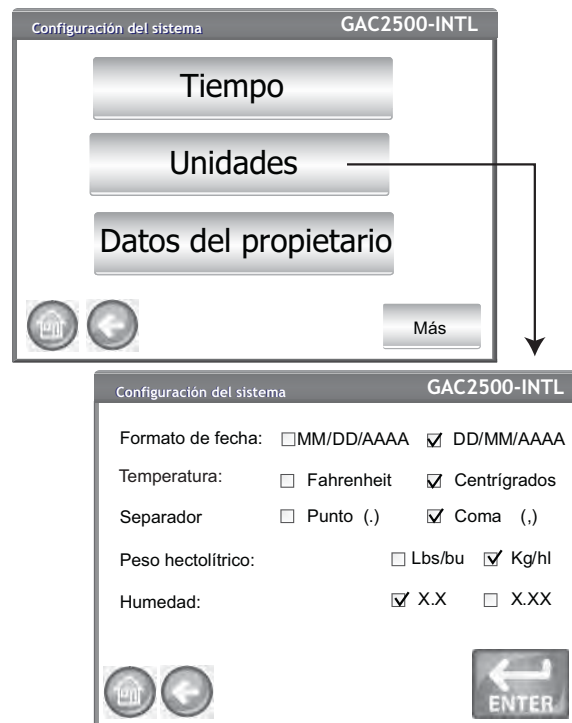 Configuración del sistema GAC2500-INTL
Tiempo
Unidades
Datos del propietario
Más
Configuración del sistema GAC2500-INTL
Formato de fecha: MM/DD/AAAA DD/MM/AAAA
Temperatura: Fahrenheit Centrígrados
Separador Punto (.) Coma (,)
Peso hectolítrico: Lbs/bu Kg/hl
Humedad: X.X X.XX
ENTER